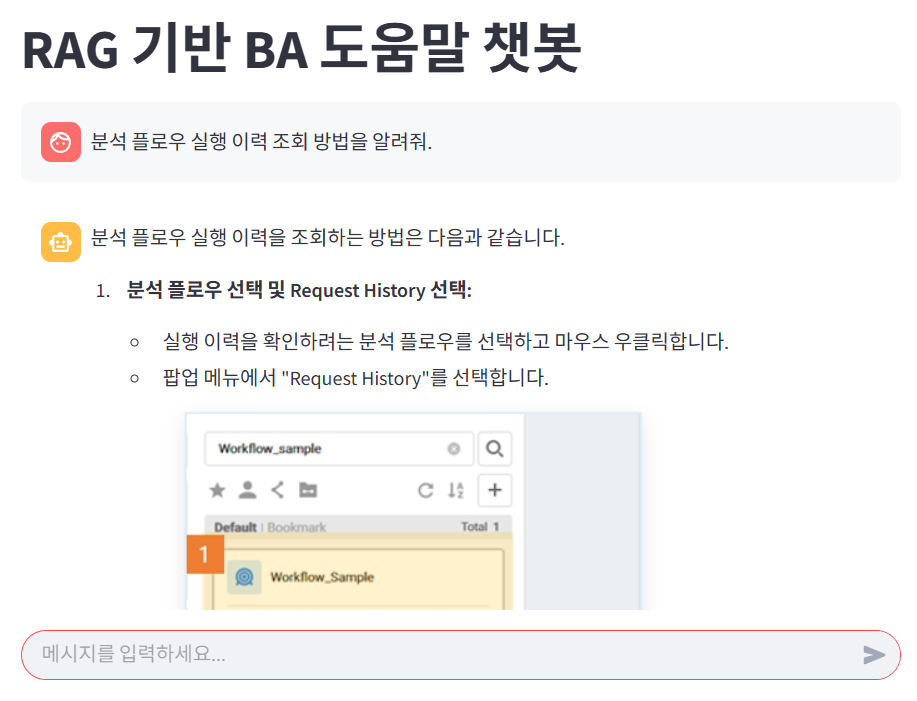 RAG 기반 BA 도움말 챗봇
분석 플로우 실행 이력 조회 방법을 알려줘.
분석 플로우 실행 이력을 조회하는 방법은 다음과 같습니다.
1. 분석 플로우 선택 및 Request History 선택:
실행 이력을 확인하려는 분석 플로우를 선택하고 마우스 우클릭합니다.
팝업 메뉴에서 "Request History"를 선택합니다.
Workflow_sample
Default | Bookmark Total 1
1
Workflow_Sample
메시지를 입력하세요...